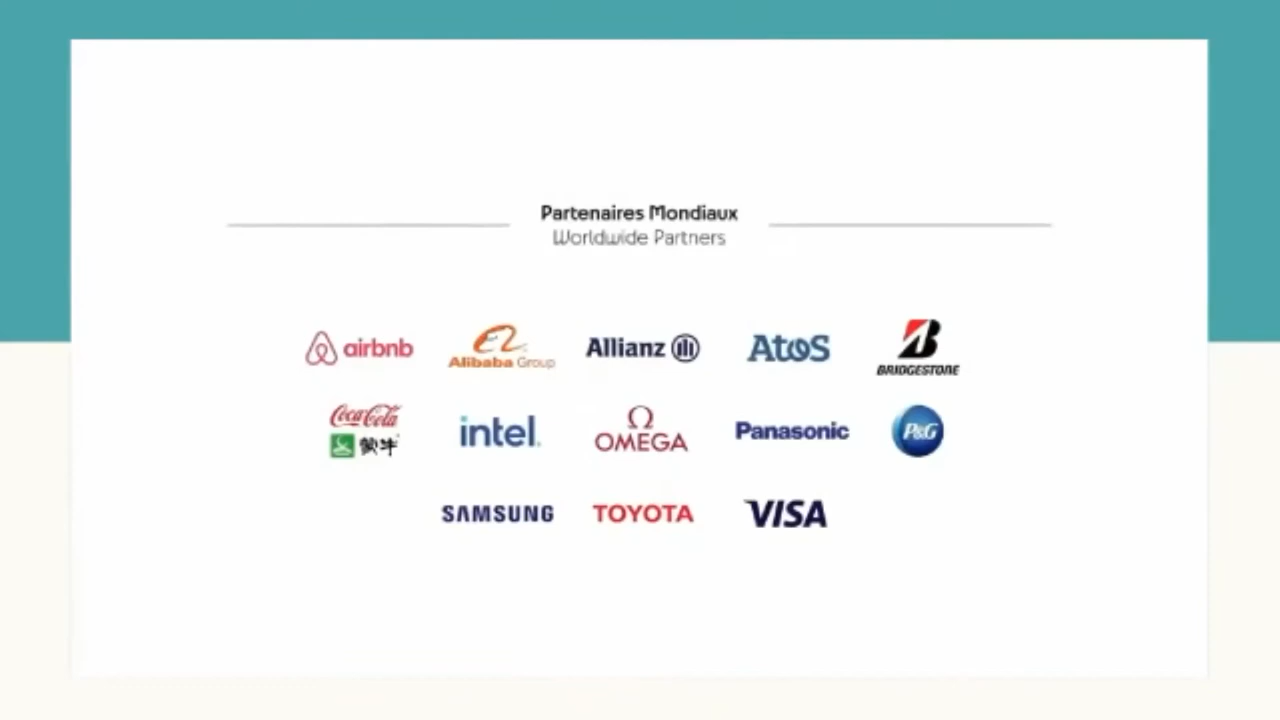 Partenaires Mondiaux
Worldwide Partners
airbnb
Alibaba Group
Allianz
Atos
BRIDGESTONE
Coca-Cola
蒙牛
intel.
OMEGA
Panasonic
P&G
SAMSUNG
TOYOTA
VISA